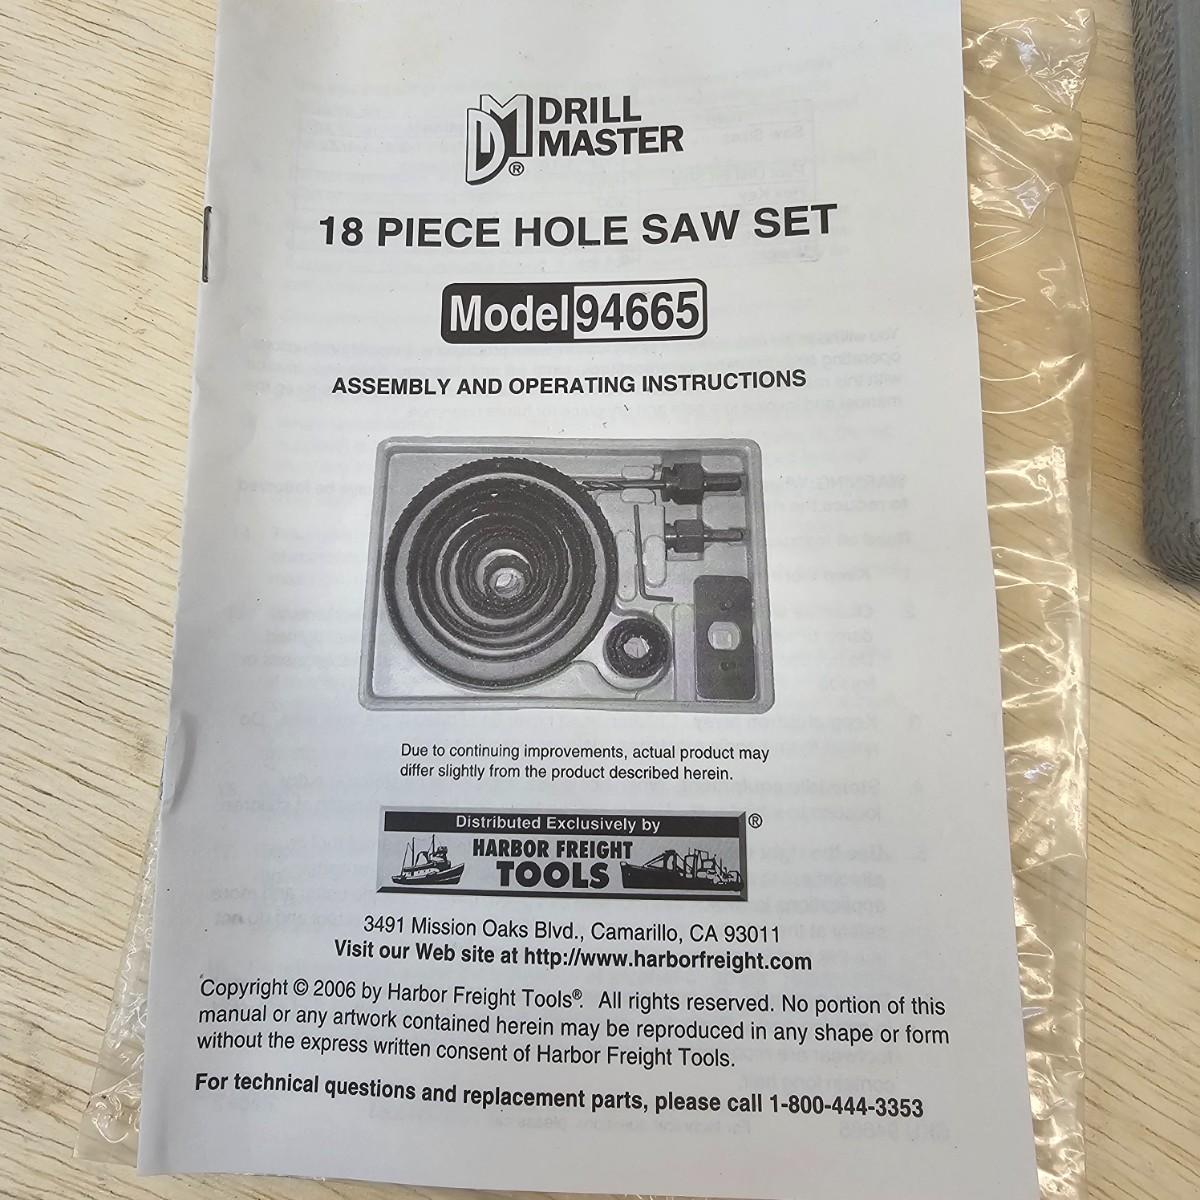 DM®
DRILL
MASTER
18 PIECE HOLE SAW SET
Model 94665
ASSEMBLY AND OPERATING INSTRUCTIONS
Due to continuing improvements, actual product may
differ slightly from the product described herein.
Distributed Exclusively by
HARBOR FREIGHT
TOOLS
®
3491 Mission Oaks Blvd., Camarillo, CA 93011
Visit our Web site at http://www.harborfreight.com
Copyright © 2006 by Harbor Freight Tools®. All rights reserved. No portion of this
manual or any artwork contained herein may be reproduced in any shape or form
without the express written consent of Harbor Freight Tools.
For technical questions and replacement parts, please call 1-800-444-3353